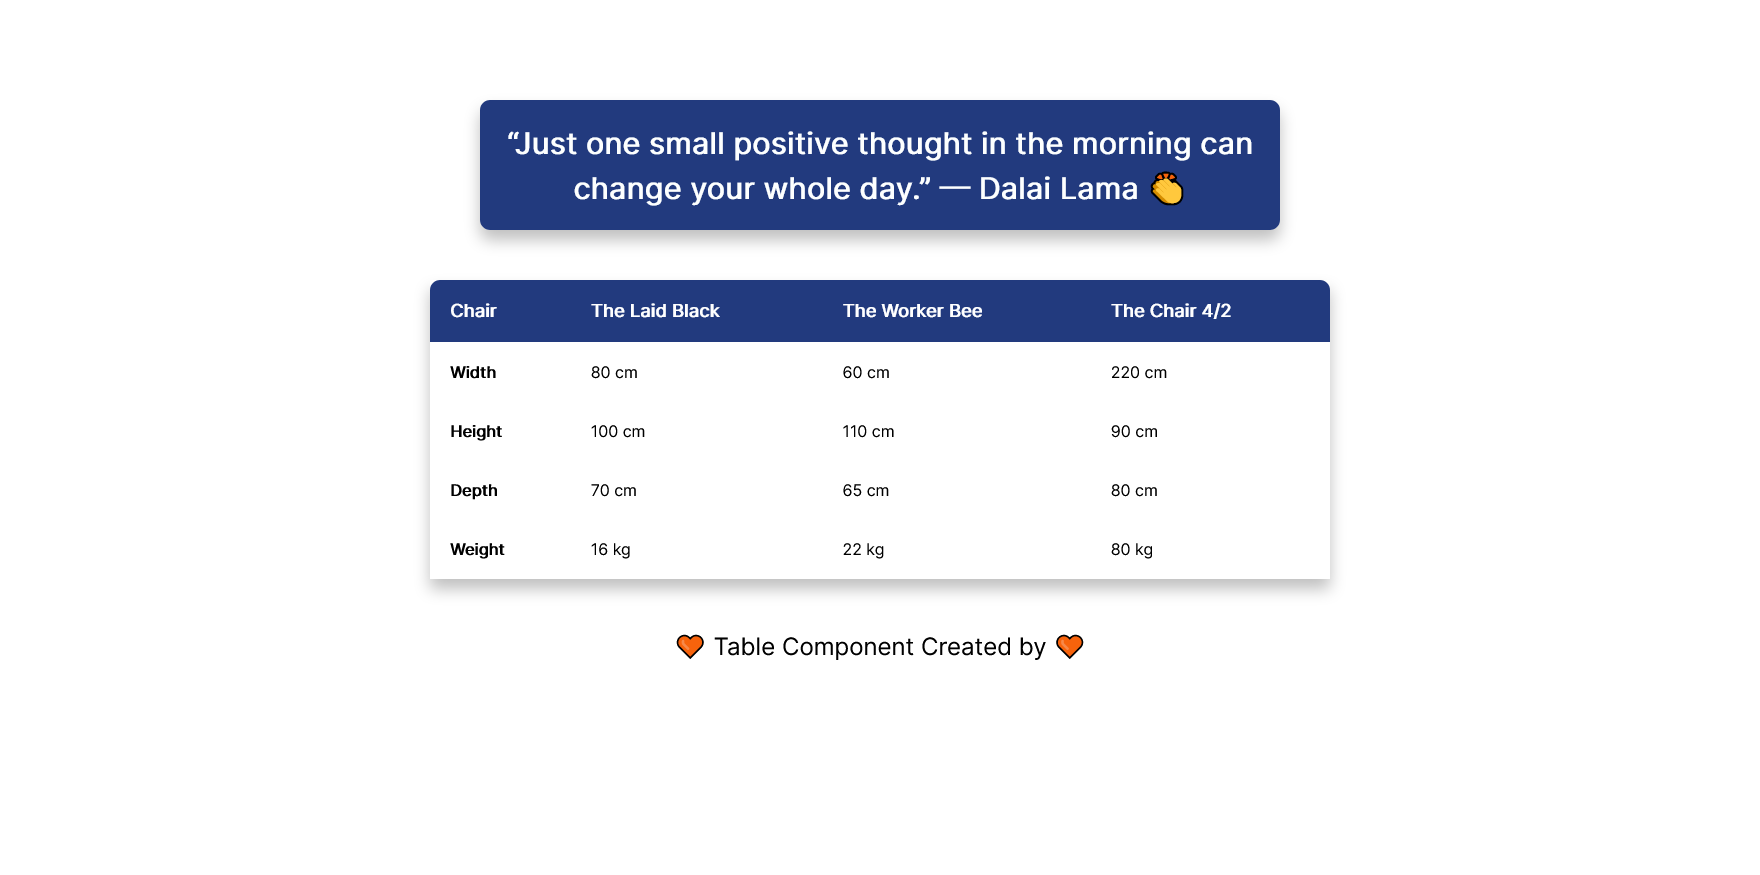 “Just one small positive thought in the morning can
change your whole day.” — Dalai Lama 👏
Chair The Laid Black The Worker Bee The Chair 4/2
Width 80 cm 60 cm 220 cm
Height 100 cm 110 cm 90 cm
Depth 70 cm 65 cm 80 cm
Weight 16 kg 22 kg 80 kg
🧡 Table Component Created by 🧡